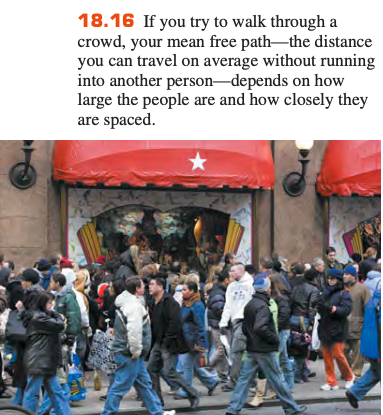 18.16 If you try to walk through a
crowd, your mean free path—the distance
you can travel on average without running
into another person—depends on how
large the people are and how closely they
are spaced.